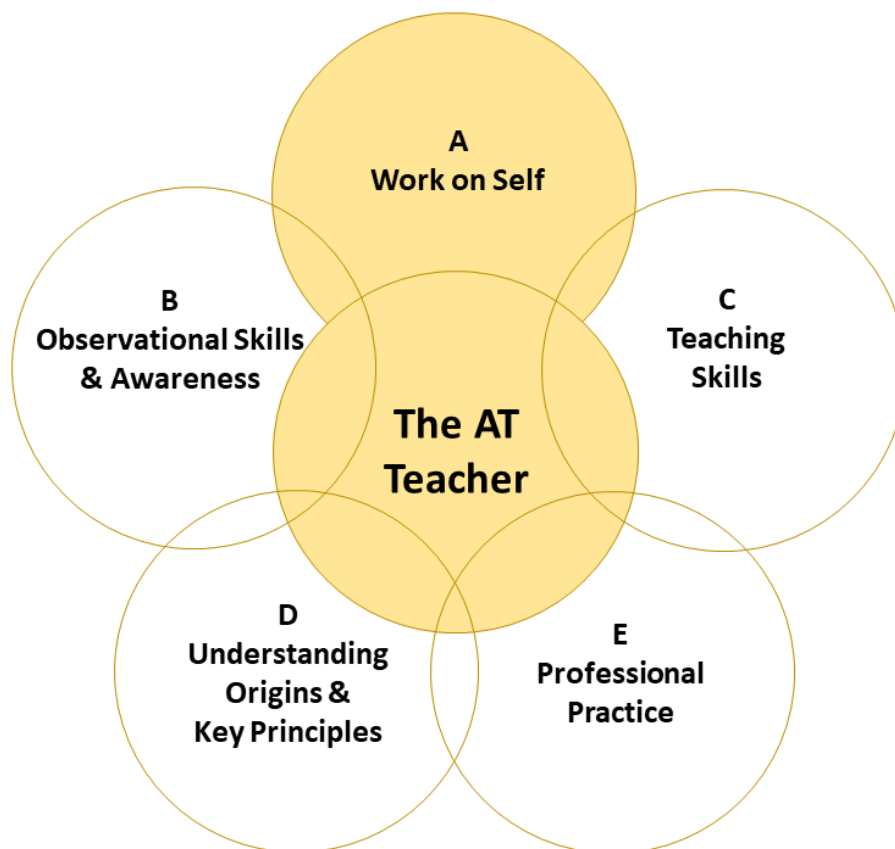 A
Work on Self
B
Observational Skills
& Awareness
C
Teaching
Skills
The AT
Teacher
D
Understanding
Origins &
Key Principles
E
Professional
Practice